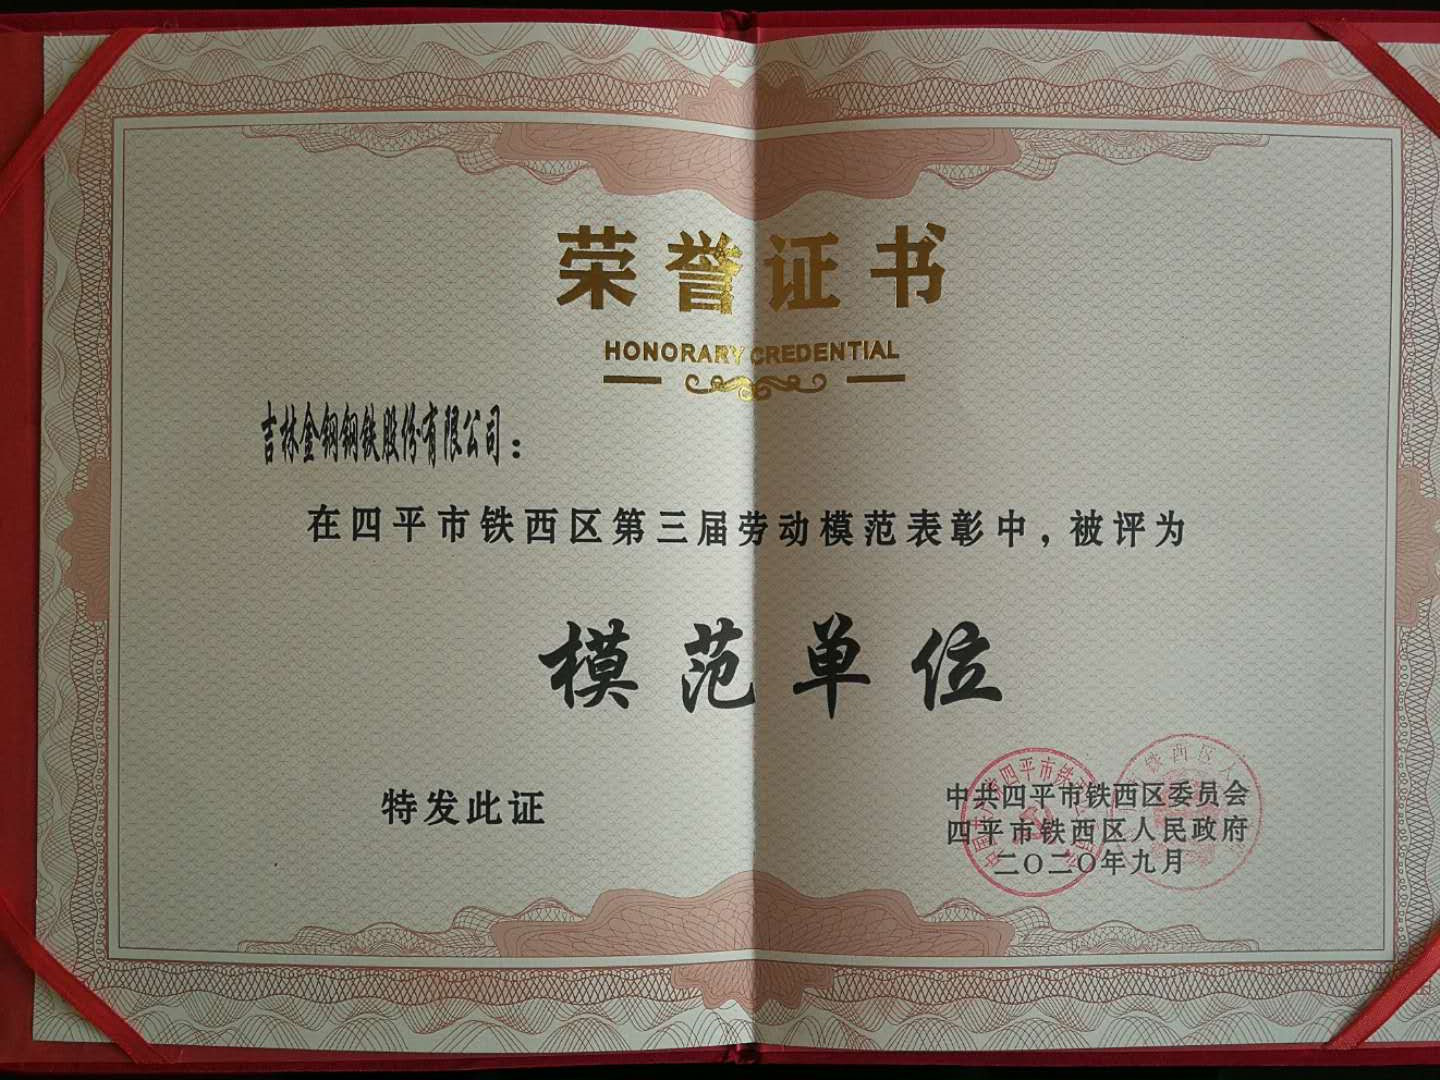 荣誉证书
HONORARY CREDENTIAL
吉林金钢钢铁股份有限公司：
在四平市铁西区第三届劳动模范表彰中，被评为
模范单位
特发此证
中共四平市铁西区委员会
四平市铁西区人民政府
二〇二〇年九月